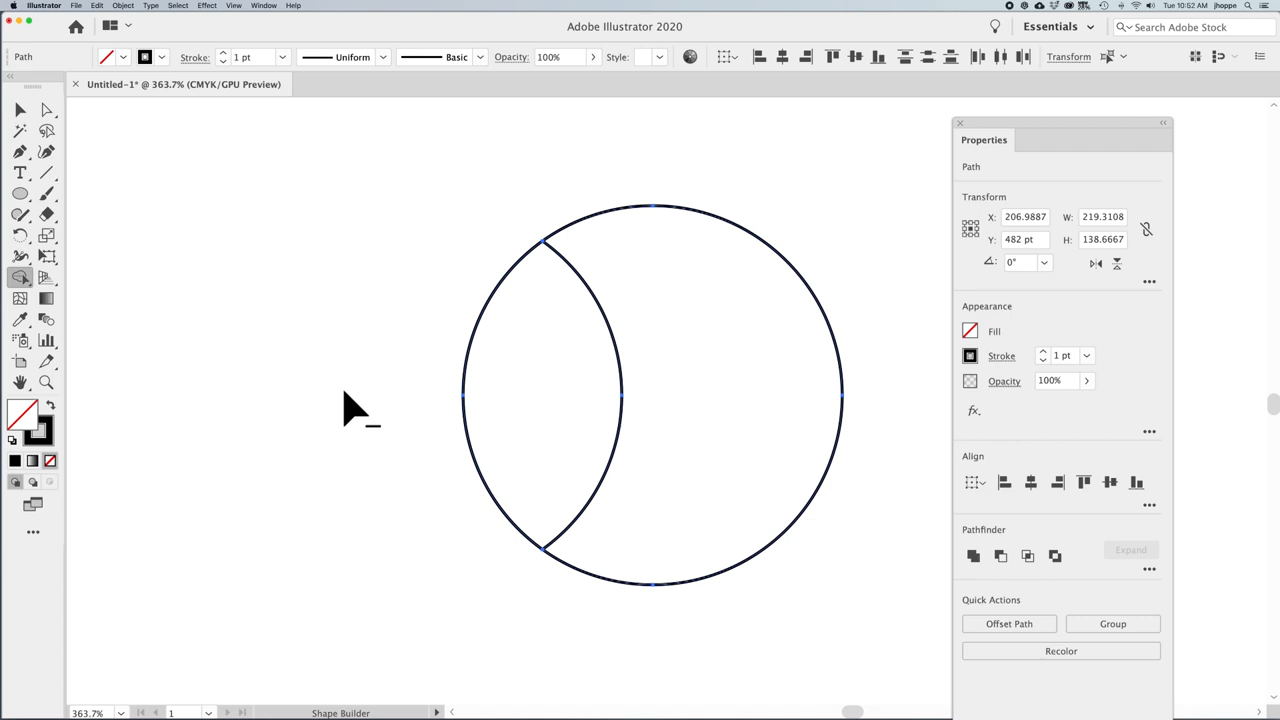 Illustrator File Edit Object Type Select Effect View Window Help Tue 10:52 AM jhoppe
Adobe Illustrator 2020 Essentials Search Adobe Stock
Path Stroke: 1 pt Uniform Basic Opacity: 100% Style: Transform
Untitled-1* @ 363.7% (CMYK/GPU Preview)
Properties
Path
Transform
X: 206.9887 W: 219.3108
Y: 482 pt H: 138.6667
0°
Appearance
Fill
Stroke 1 pt
Opacity 100%
fx.
Align
Pathfinder
Expand
Quick Actions
Offset Path Group
Recolor
363.7% 1 Shape Builder